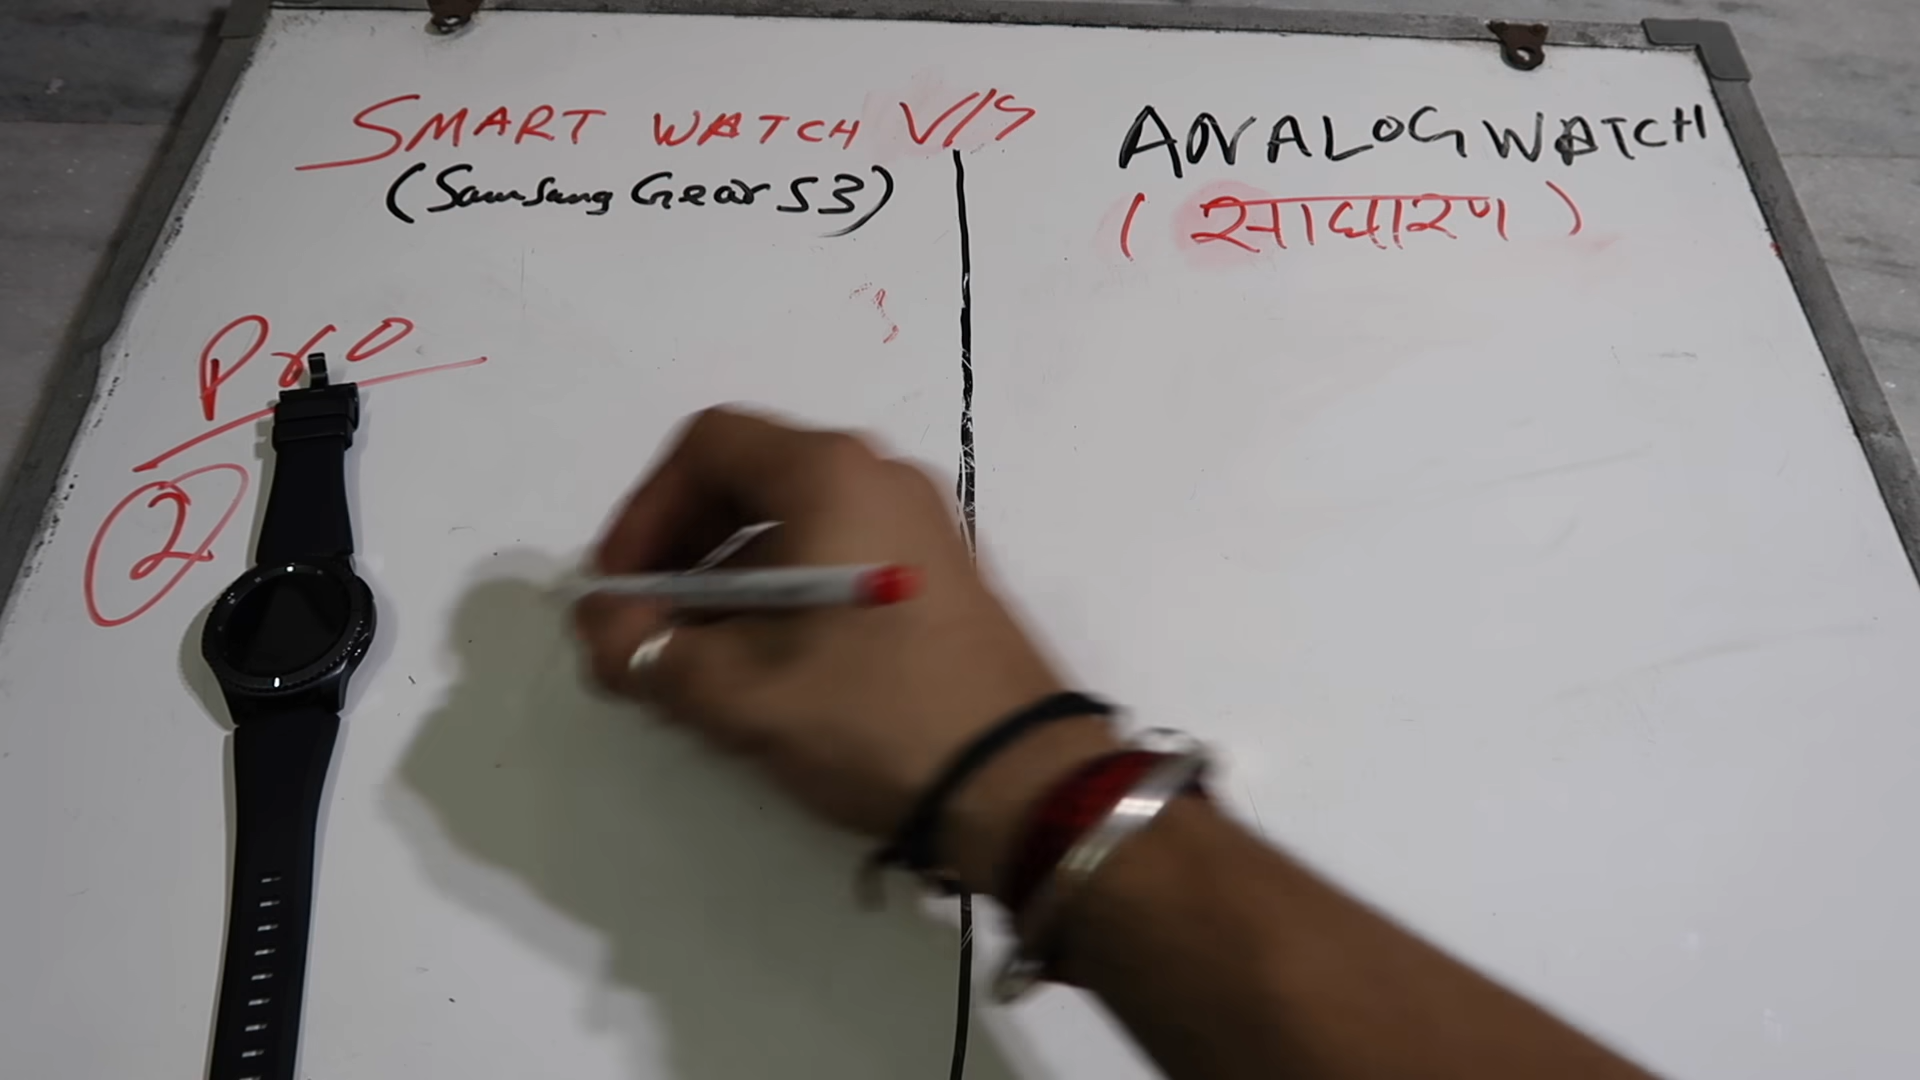 SMART WATCH V/S
(Samsung Gear S3)
ANALOG WATCH
(साधारण)
Pro
2